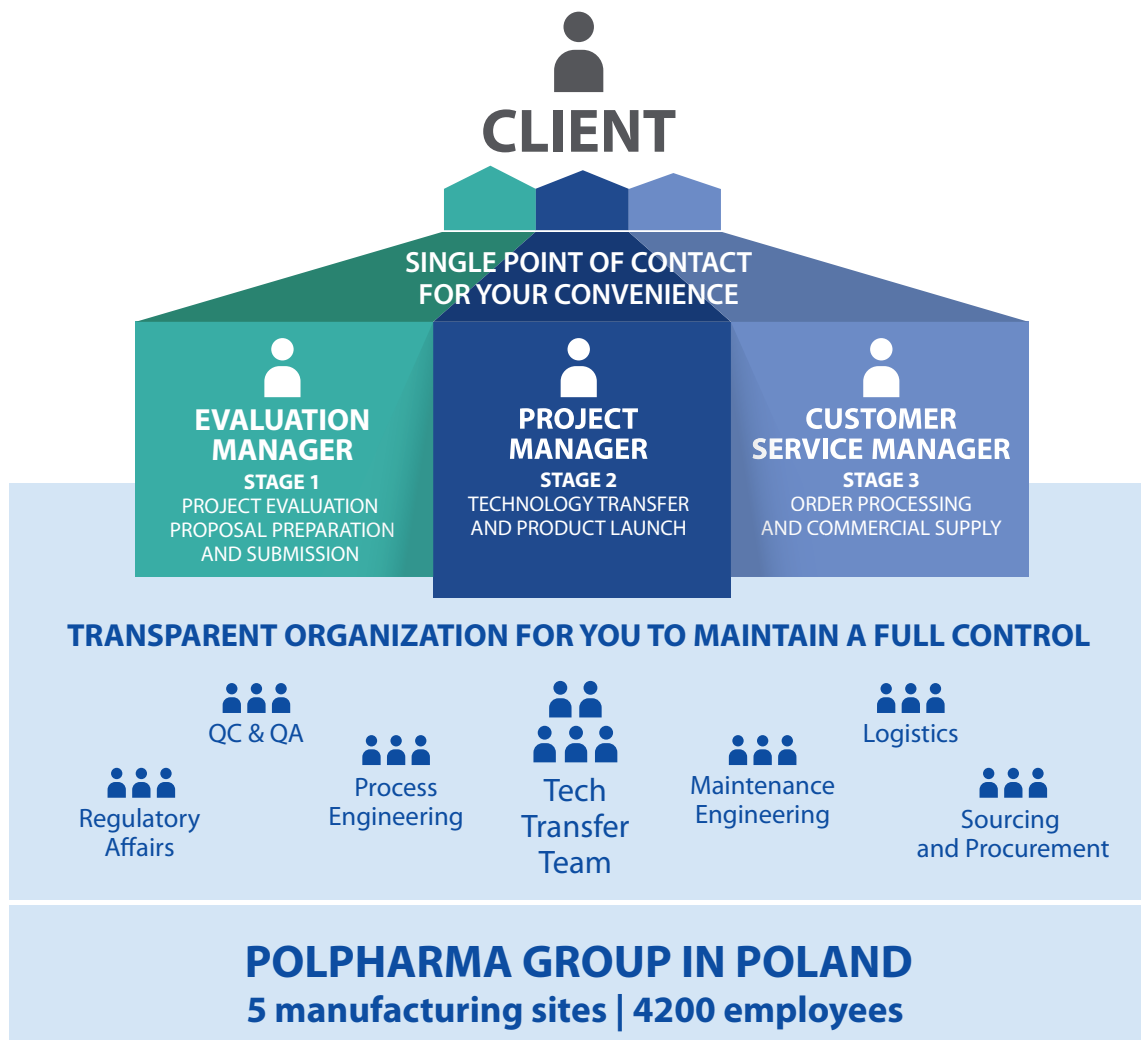 CLIENT
SINGLE POINT OF CONTACT
FOR YOUR CONVENIENCE
EVALUATION
MANAGER
STAGE 1
PROJECT EVALUATION
PROPOSAL PREPARATION
AND SUBMISSION
PROJECT
MANAGER
STAGE 2
TECHNOLOGY TRANSFER
AND PRODUCT LAUNCH
CUSTOMER
SERVICE MANAGER
STAGE 3
ORDER PROCESSING
AND COMMERCIAL SUPPLY
TRANSPARENT ORGANIZATION FOR YOU TO MAINTAIN A FULL CONTROL
Regulatory
Affairs
QC & QA
Process
Engineering
Tech
Transfer
Team
Maintenance
Engineering
Logistics
Sourcing
and Procurement
POLPHARMA GROUP IN POLAND
5 manufacturing sites | 4200 employees